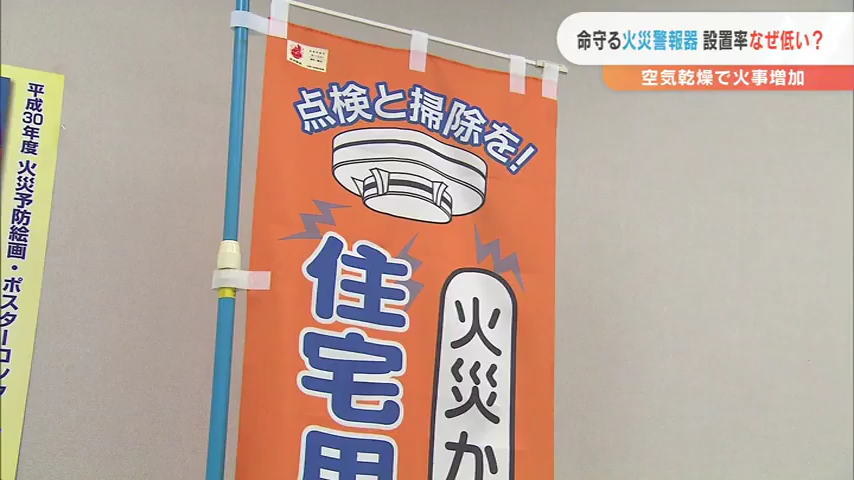 命守る火災警報器 設置率なぜ低い?
空気乾燥で火事増加
点検と掃除を!
住宅用
火災か
平成30年度 火災予防絵画・ポスターコンク